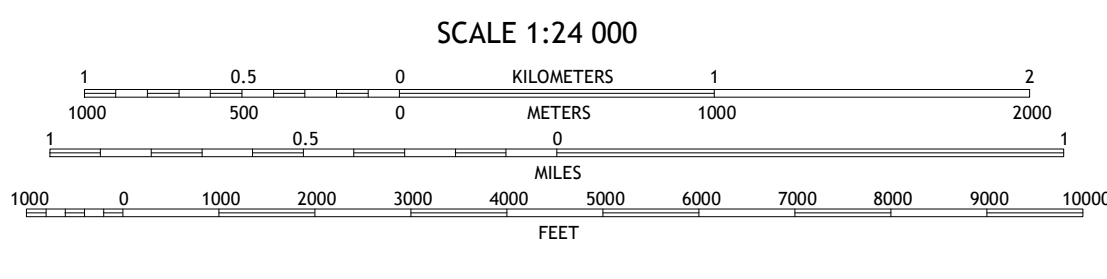 SCALE 1:24 000
1 0.5 0 KILOMETERS 1 2
1000 500 0 METERS 1000 2000
1 0.5 0 1
MILES
1000 0 1000 2000 3000 4000 5000 6000 7000 8000 9000 10000
FEET